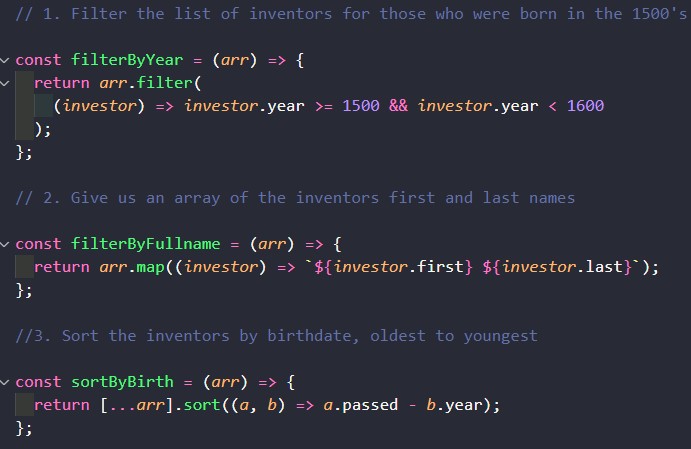 // 1. Filter the list of inventors for those who were born in the 1500's
const filterByYear = (arr) => {
return arr.filter(
(investor) => investor.year >= 1500 && investor.year < 1600
);
};
// 2. Give us an array of the inventors first and last names
const filterByFullname = (arr) => {
return arr.map((investor) => `${investor.first} ${investor.last}`);
};
//3. Sort the inventors by birthdate, oldest to youngest
const sortByBirth = (arr) => {
return [...arr].sort((a, b) => a.passed - b.year);
};